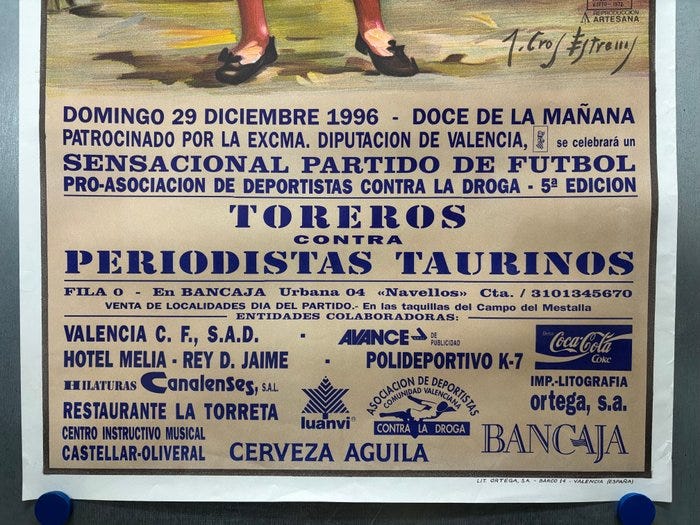 REPRODUCCION
ARTESANA
J. Cros Estrems
DOMINGO 29 DICIEMBRE 1996 - DOCE DE LA MAÑANA
PATROCINADO POR LA EXCMA. DIPUTACION DE VALENCIA, se celebrará un
SENSACIONAL PARTIDO DE FUTBOL
PRO-ASOCIACION DE DEPORTISTAS CONTRA LA DROGA - 5ª EDICION
TOREROS
CONTRA
PERIODISTAS TAURINOS
FILA 0 - En BANCAJA Urbana 04 «Navellos» Cta. / 3101345670
VENTA DE LOCALIDADES DIA DEL PARTIDO.- En las taquillas del Campo del Mestalla
ENTIDADES COLABORADORAS:
VALENCIA C. F., S.A.D. - AVANCE DE PUBLICIDAD
HOTEL MELIA - REY D. JAIME - POLIDEPORTIVO K-7
Coca-Cola
Coke
HILATURAS Canalenses, S.A.L.
IMP.-LITOGRAFIA
ortega, s.a.
RESTAURANTE LA TORRETA
luanvi
ASOCIACION DE DEPORTISTAS
COMUNIDAD VALENCIANA
CONTRA LA DROGA
CENTRO INSTRUCTIVO MUSICAL
CASTELLAR-OLIVERAL
CERVEZA AGUILA
BANCAJA
LIT. ORTEGA, S.A. - BARCO 14 - VALENCIA (ESPAÑA)